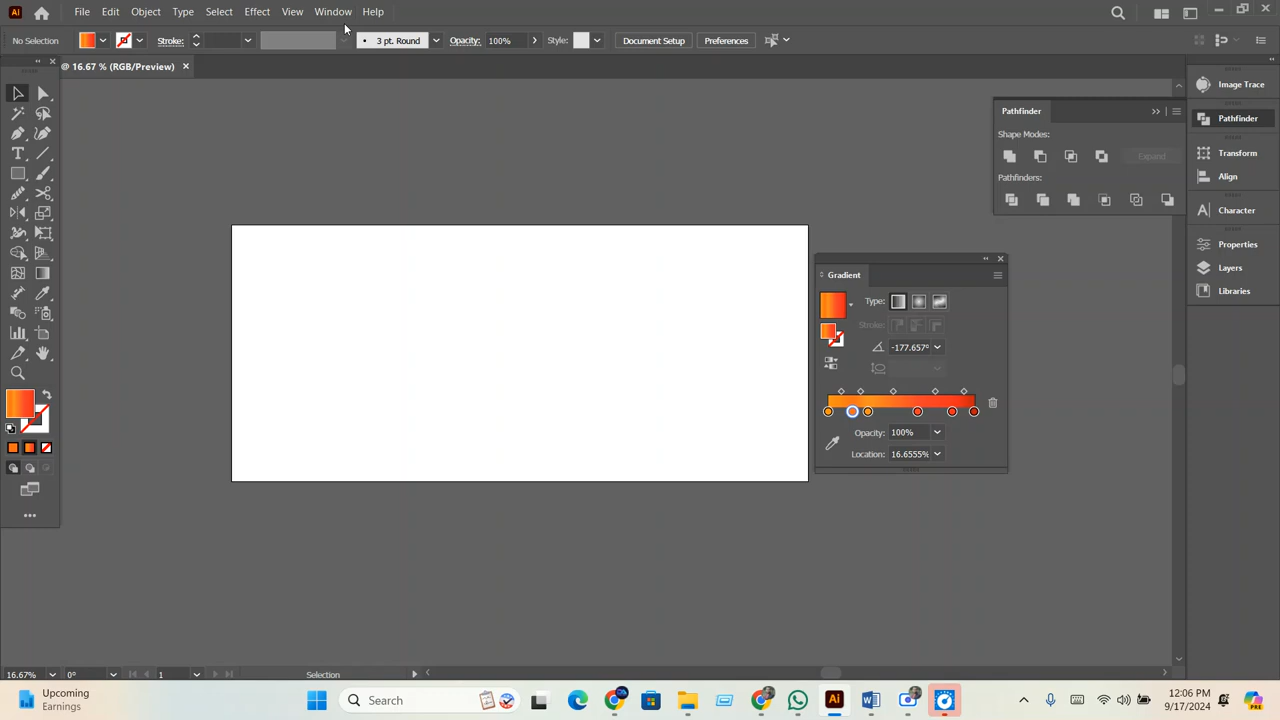 Ai File Edit Object Type Select Effect View Window Help
No Selection Stroke: 3 pt. Round Opacity: 100% Style: Document Setup Preferences
@ 16.67 % (RGB/Preview)
Image Trace
Pathfinder
Transform
Align
Character
Properties
Layers
Libraries
Pathfinder
Shape Modes:
Expand
Pathfinders:
Gradient
Type:
Stroke:
-177.657°
Opacity: 100%
Location: 16.6555%
16.67% 0° 1 Selection
Upcoming
Earnings
Search
Ai
12:06 PM
9/17/2024